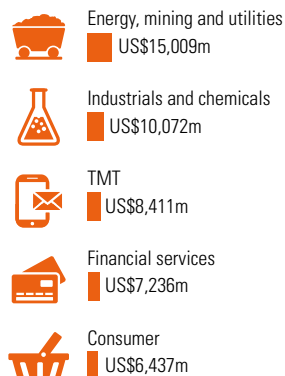 Energy, mining and utilities
US$15,009m
Industrials and chemicals
US$10,072m
TMT
US$8,411m
Financial services
US$7,236m
Consumer
US$6,437m